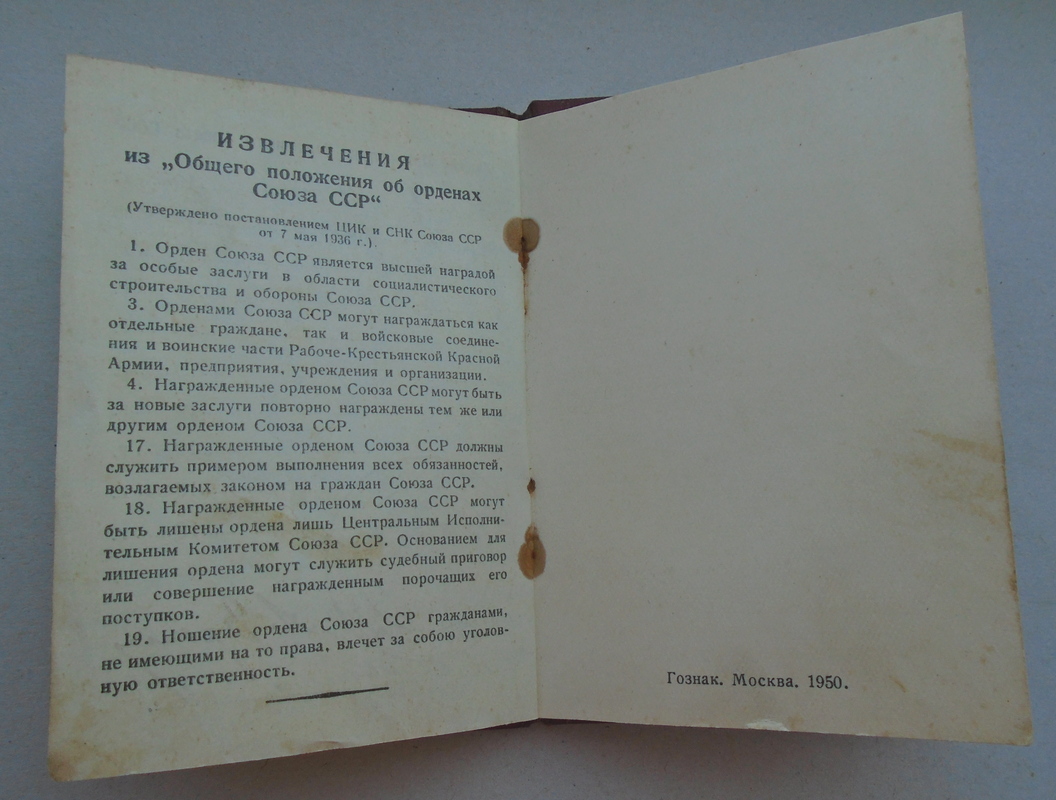 ИЗВЛЕЧЕНИЯ
из „Общего положения об орденах
Союза ССР“
(Утверждено постановлением ЦИК и СНК Союза ССР
от 7 мая 1936 г.).
1. Орден Союза ССР является высшей наградой
за особые заслуги в области социалистического
строительства и обороны Союза ССР.
3. Орденами Союза ССР могут награждаться как
отдельные граждане, так и войсковые соедине-
ния и воинские части Рабоче-Крестьянской Красной
Армии, предприятия, учреждения и организации.
4. Награжденные орденом Союза ССР могут быть
за новые заслуги повторно награждены тем же или
другим орденом Союза ССР.
17. Награжденные орденом Союза ССР должны
служить примером выполнения всех обязанностей,
возлагаемых законом на граждан Союза ССР.
18. Награжденные орденом Союза ССР могут
быть лишены ордена лишь Центральным Исполни-
тельным Комитетом Союза ССР. Основанием для
лишения ордена могут служить судебный приговор
или совершение награжденным порочащих его
поступков.
19. Ношение ордена Союза ССР гражданами,
не имеющими на то права, влечет за собою уголов-
ную ответственность.
Гознак. Москва. 1950.